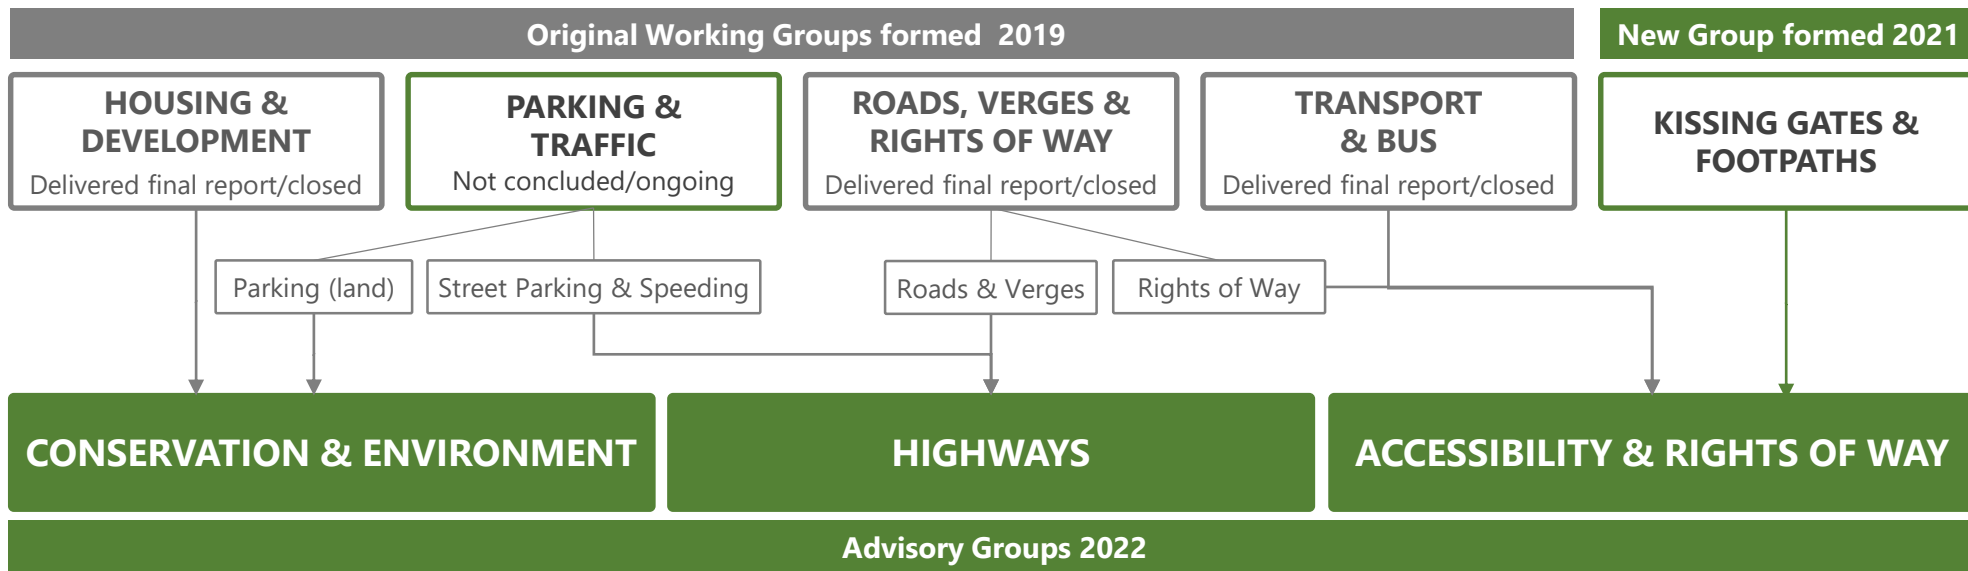 Original Working Groups formed  2019
New Group formed 2021
HOUSING &
DEVELOPMENT
Delivered final report/closed
PARKING &
TRAFFIC
Not concluded/ongoing
ROADS, VERGES &
RIGHTS OF WAY
Delivered final report/closed
TRANSPORT
& BUS
Delivered final report/closed
KISSING GATES &
FOOTPATHS
Parking (land)
Street Parking & Speeding
Roads & Verges
Rights of Way
CONSERVATION & ENVIRONMENT
HIGHWAYS
ACCESSIBILITY & RIGHTS OF WAY
Advisory Groups 2022